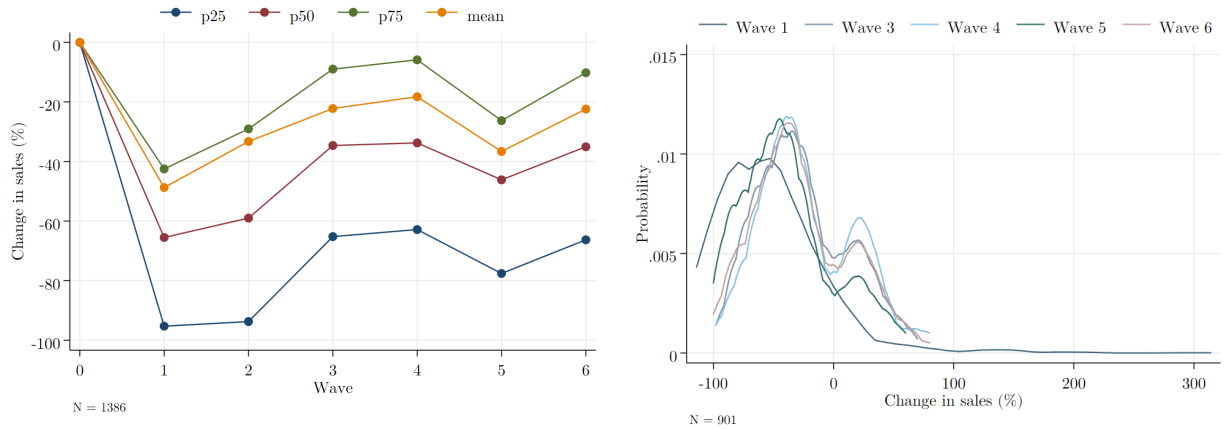 p25 p50 p75 mean
0
-20
-40
-60
-80
-100
Change in sales (%)
0 1 2 3 4 5 6
Wave
N = 1386
Wave 1 Wave 3 Wave 4 Wave 5 Wave 6
.015
.01
.005
0
Probability
-100 0 100 200 300
Change in sales (%)
N = 901